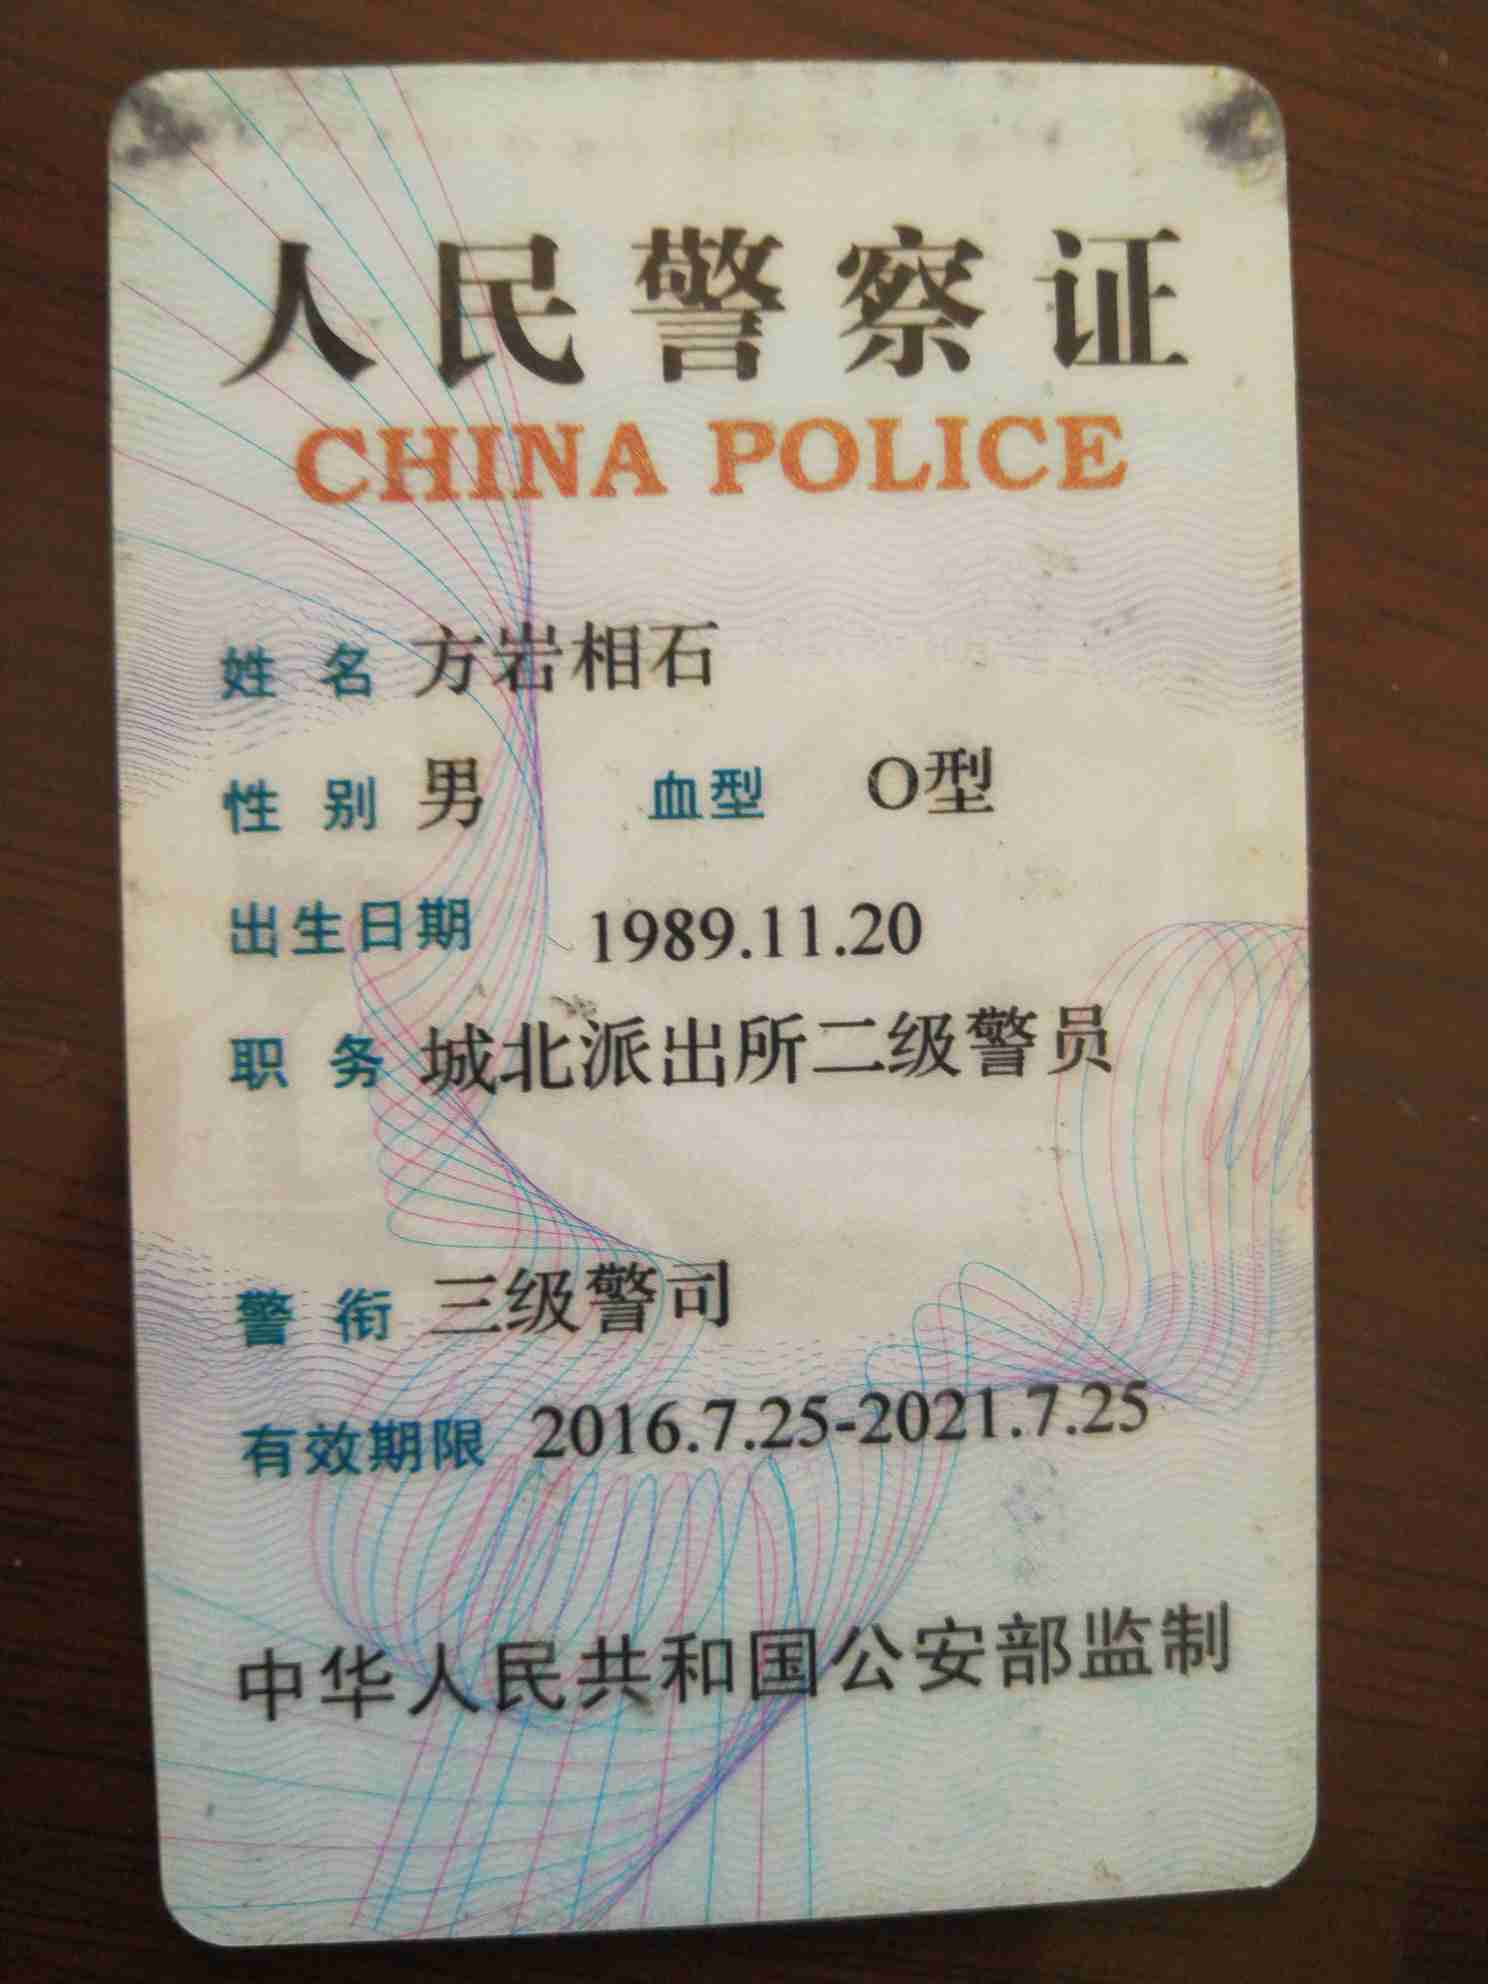 人民警察证
CHINA POLICE
姓 名 方岩相石
性 别 男 血型 O型
出生日期 1989.11.20
职 务 城北派出所二级警员
警 衔 三级警司
有效期限 2016.7.25-2021.7.25
中华人民共和国公安部监制